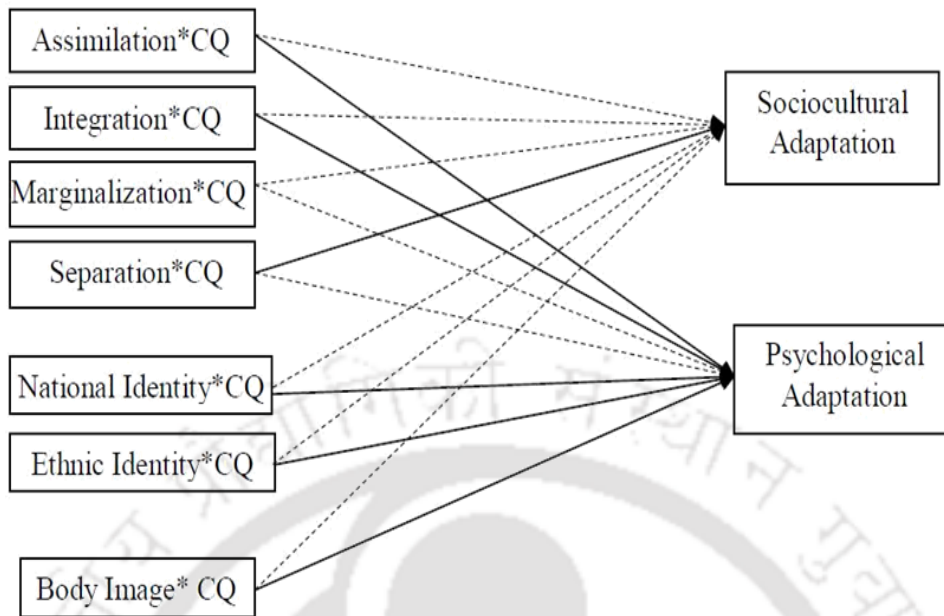 Assimilation*CQ
Integration*CQ
Marginalization*CQ
Separation*CQ
National Identity*CQ
Ethnic Identity*CQ
Body Image* CQ
Sociocultural
Adaptation
Psychological
Adaptation